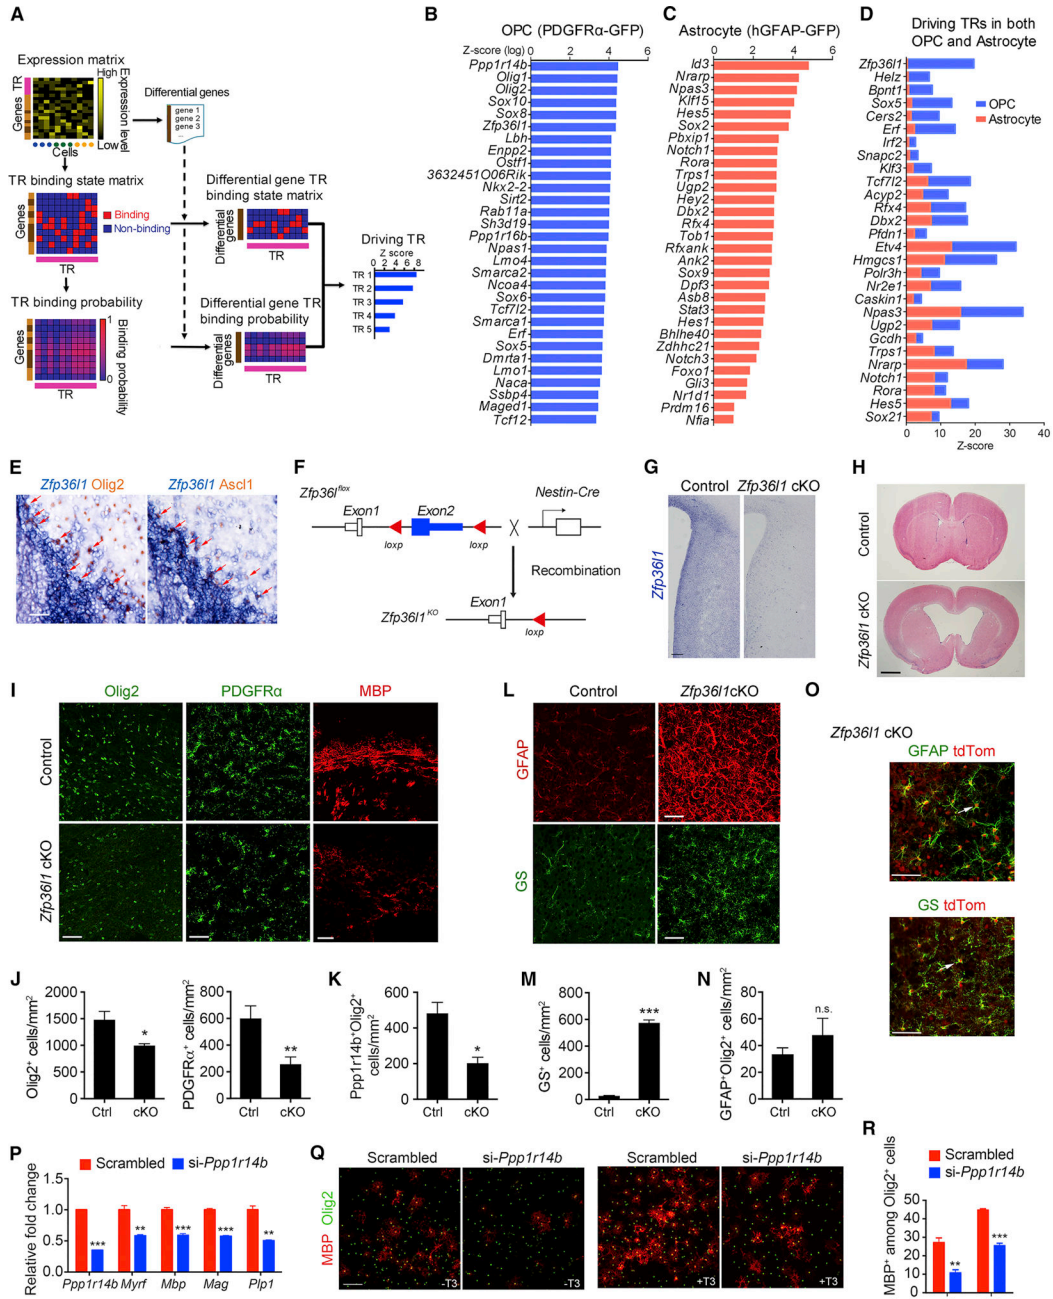 A
Expression matrix
TR
Genes
High
Expression level
Low
Cells
Differential genes
gene 1
gene 2
gene 3
...
TR binding state matrix
Genes
TR
Binding
Non-binding
Differential gene TR
binding state matrix
Differential
genes
TR
TR binding probability
Genes
TR
1
Binding probability
0
Differential gene TR
binding probability
Differential
genes
TR
Driving TR
Z score
0 2 4 6 8
TR 1
TR 2
TR 3
TR 4
TR 5
B
OPC (PDGFRα-GFP)
Z-score (log)
0 2 4 6
Ppp1r14b
Olig1
Olig2
Sox10
Sox8
Zfp36l1
Lbh
Enpp2
Ostf1
3632451O06Rik
Nkx2-2
Sirt2
Rab11a
Sh3d19
Ppp1r16b
Npas1
Lmo4
Smarca2
Ncoa4
Sox6
Tcf7l2
Smarca1
Erf
Sox5
Dmrta1
Lmo1
Naca
Ssbp4
Maged1
Tcf12
C
Astrocyte (hGFAP-GFP)
0 2 4 6
Id3
Nrarp
Npas3
Klf15
Hes5
Sox2
Pbxip1
Notch1
Rora
Trps1
Ugp2
Hey2
Dbx2
Rfx4
Tob1
Rfxank
Ank2
Sox9
Dpf3
Asb8
Stat3
Hes1
Bhlhe40
Zdhhc21
Notch3
Foxo1
Gli3
Nr1d1
Prdm16
Nfia
D
Driving TRs in both
OPC and Astrocyte
Zfp36l1
Helz
Bpnt1
Sox5
Cers2
Erf
Irf2
Snapc2
Klf3
Tcf7l2
Acyp2
Rfx4
Dbx2
Pfdn1
Etv4
Hmgcs1
Polr3h
Nr2e1
Caskin1
Npas3
Ugp2
Gcdh
Trps1
Nrarp
Notch1
Rora
Hes5
Sox21
OPC
Astrocyte
0 10 20 30 40
Z-score
E
Zfp36l1 Olig2
Zfp36l1 Ascl1
F
Zfp36l flox
Exon1
Exon2
loxp
loxp
X
Nestin-Cre
Recombination
Zfp36l1 KO
Exon1
loxp
G
Control
Zfp36l1 cKO
Zfp36l1
H
Control
Zfp36l1 cKO
I
Olig2
PDGFRα
MBP
Control
Zfp36l1 cKO
L
Control
Zfp36l1cKO
GFAP
GS
O
Zfp36l1 cKO
GFAP tdTom
GS tdTom
J
Olig2+ cells/mm2
2000
1500
1000
500
0
*
Ctrl cKO
PDGFRα+ cells/mm2
800
600
400
200
0
**
Ctrl cKO
K
Ppp1r14b+Olig2+
cells/mm2
600
400
200
0
*
Ctrl cKO
M
GS+ cells/mm2
800
600
400
200
0
***
Ctrl cKO
N
GFAP+Olig2+ cells/mm2
80
60
40
20
0
n.s.
Ctrl cKO
P
Scrambled
si-Ppp1r14b
Relative fold change
1.5
1.0
0.5
0.0
*** ** *** *** **
Ppp1r14b Myrf Mbp Mag Plp1
Q
Scrambled
si-Ppp1r14b
Scrambled
si-Ppp1r14b
MBP Olig2
-T3
-T3
+T3
+T3
R
Scrambled
si-Ppp1r14b
MBP+ among Olig2+ cells
50
40
30
20
10
0
** ***